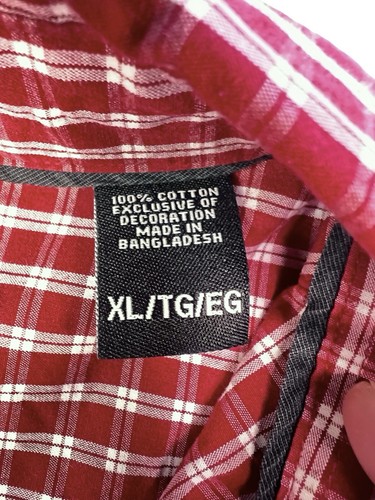 100% COTTON
EXCLUSIVE OF
DECORATION
MADE IN
BANGLADESH
XL/TG/EG